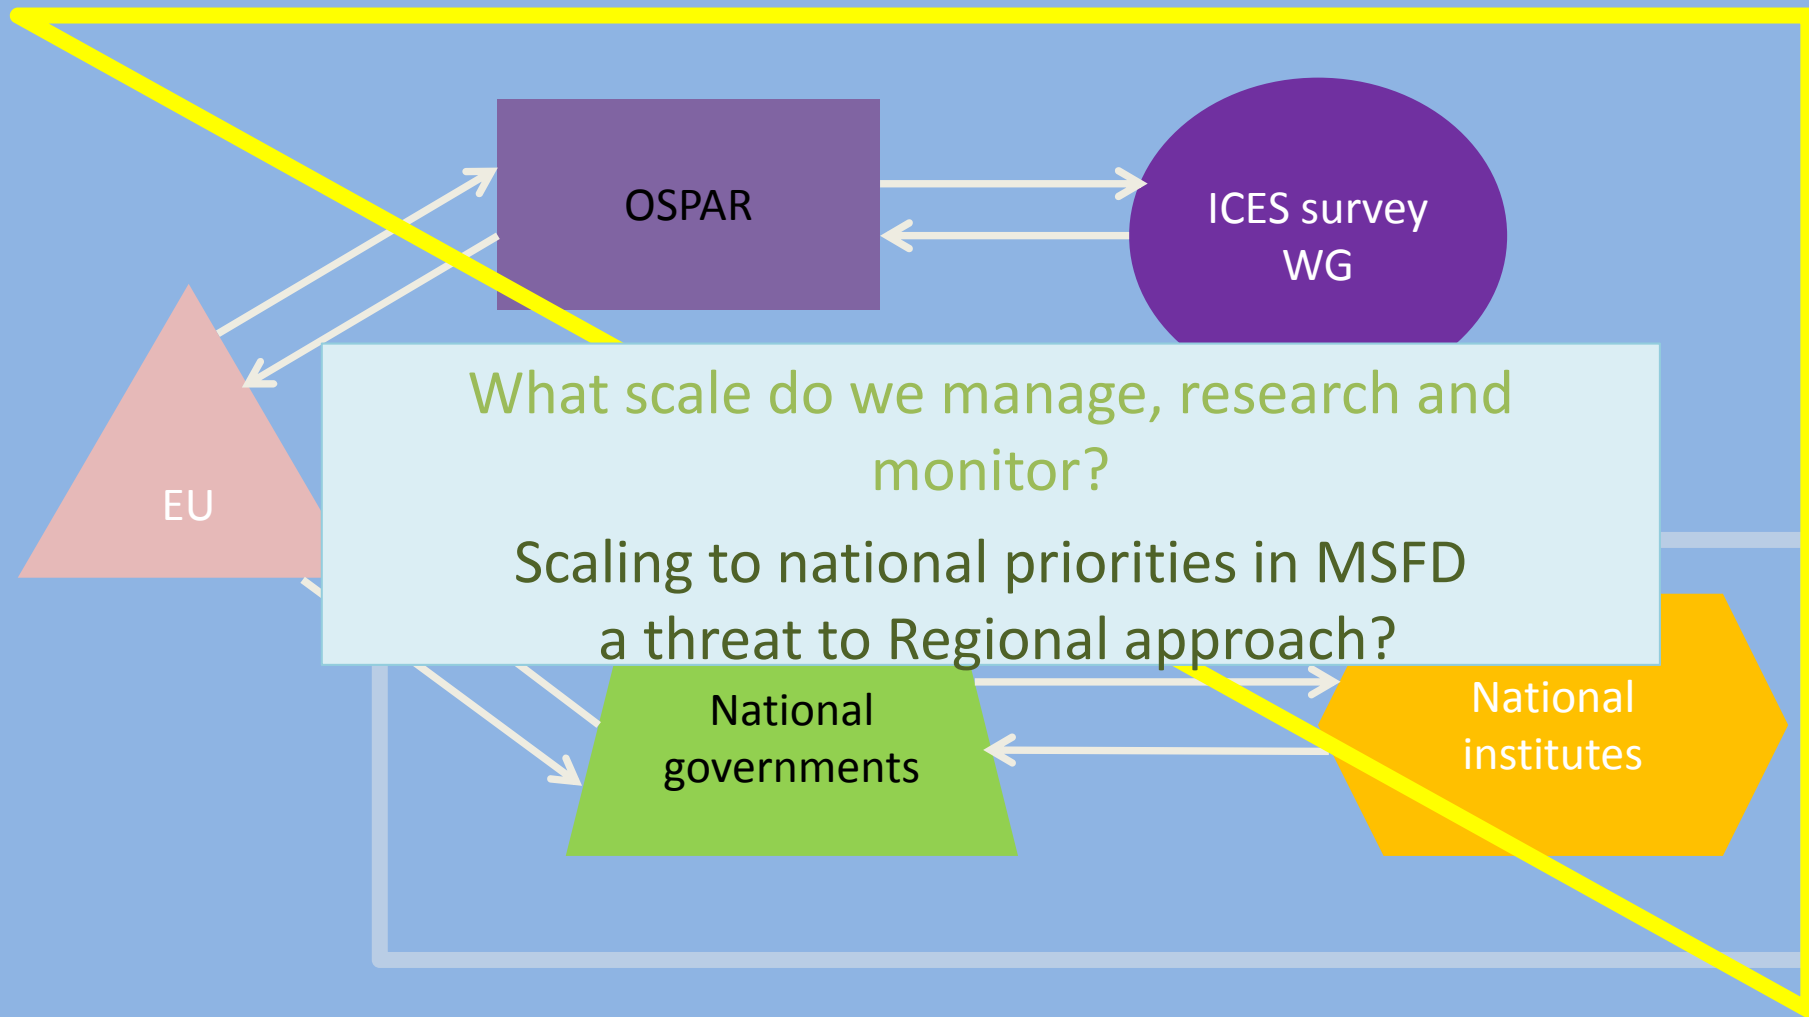 OSPAR
ICES survey
WG
What scale do we manage, research and
monitor?
EU
Scaling to national priorities in MSFD
a threat to Regional approach?
National
governments
National
institutes